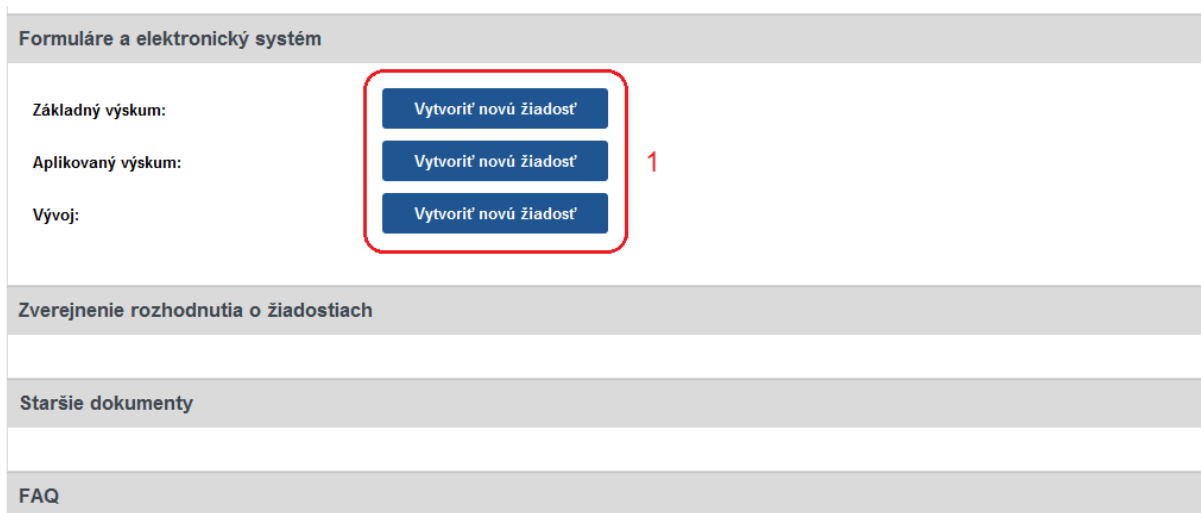 Formuláre a elektronický systém
Základný výskum: Vytvoriť novú žiadosť
Aplikovaný výskum: Vytvoriť novú žiadosť 1
Vývoj: Vytvoriť novú žiadosť
Zverejnenie rozhodnutia o žiadostiach
Staršie dokumenty
FAQ